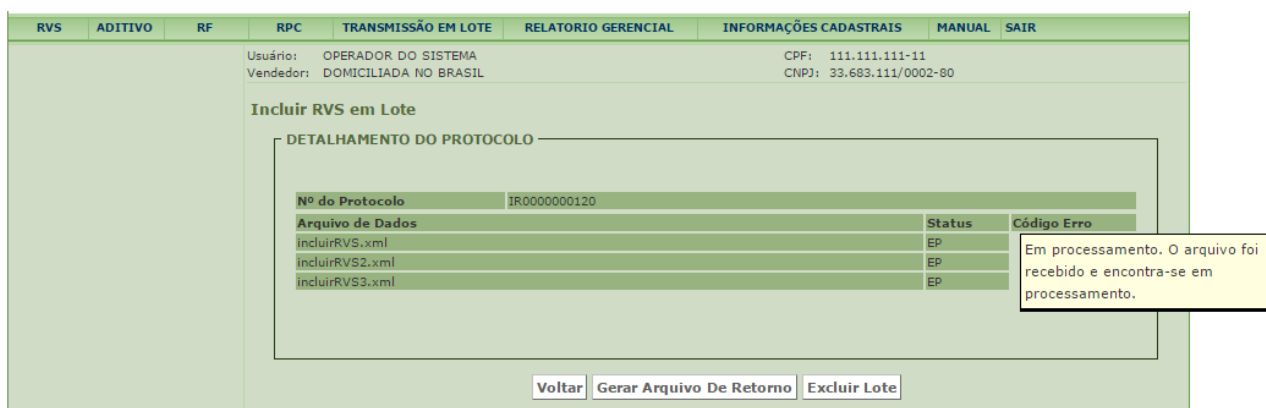 RVS ADITIVO RF RPC TRANSMISSÃO EM LOTE RELATORIO GERENCIAL INFORMAÇÕES CADASTRAIS MANUAL SAIR
Usuário: OPERADOR DO SISTEMA CPF: 111.111.111-11
Vendedor: DOMICILIADA NO BRASIL CNPJ: 33.683.111/0002-80
Incluir RVS em Lote
DETALHAMENTO DO PROTOCOLO
Nº do Protocolo IR0000000120
Arquivo de Dados Status Código Erro
incluirRVS.xml EP
incluirRVS2.xml EP
incluirRVS3.xml EP
Em processamento. O arquivo foi
recebido e encontra-se em
processamento.
Voltar Gerar Arquivo De Retorno Excluir Lote